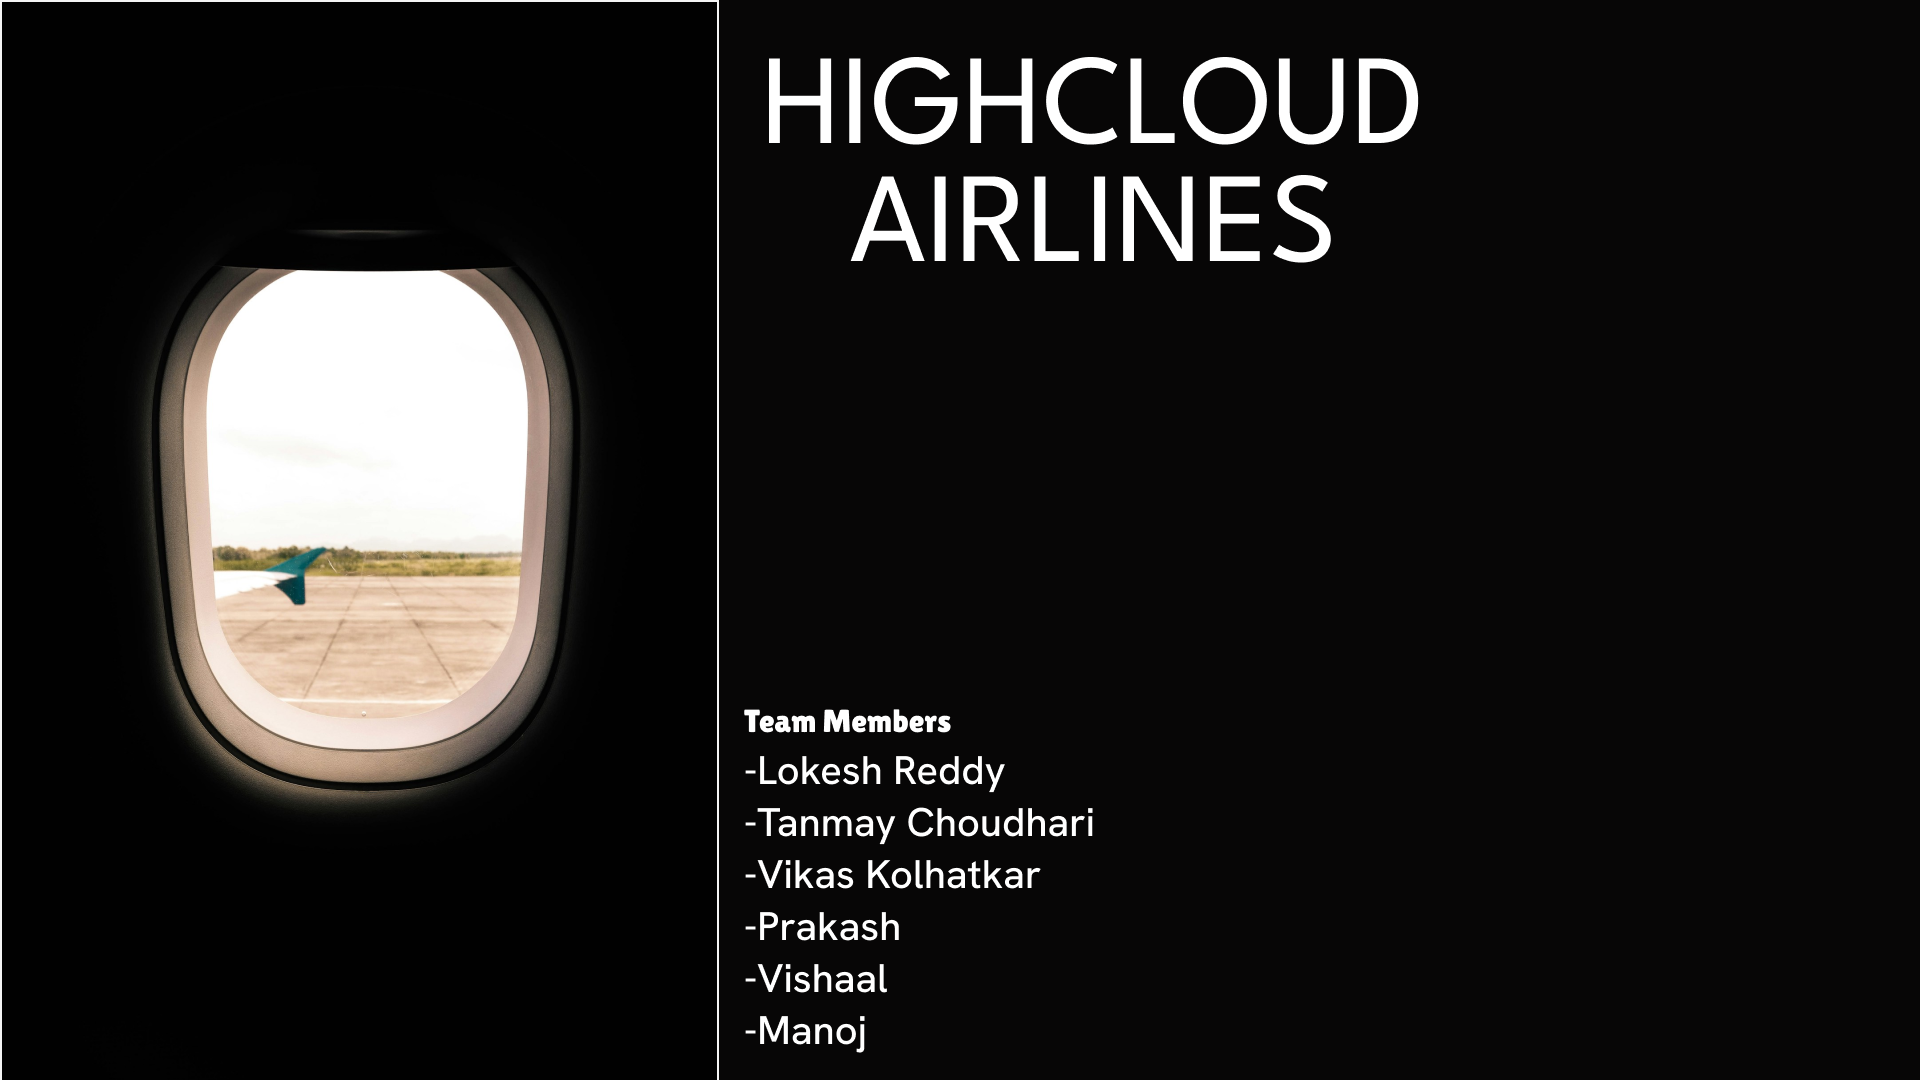 HIGHCLOUD
AIRLINES
Team Members
-Lokesh Reddy
-Tanmay Choudhari
-Vikas Kolhatkar
-Prakash
-Vishaal
-Manoj